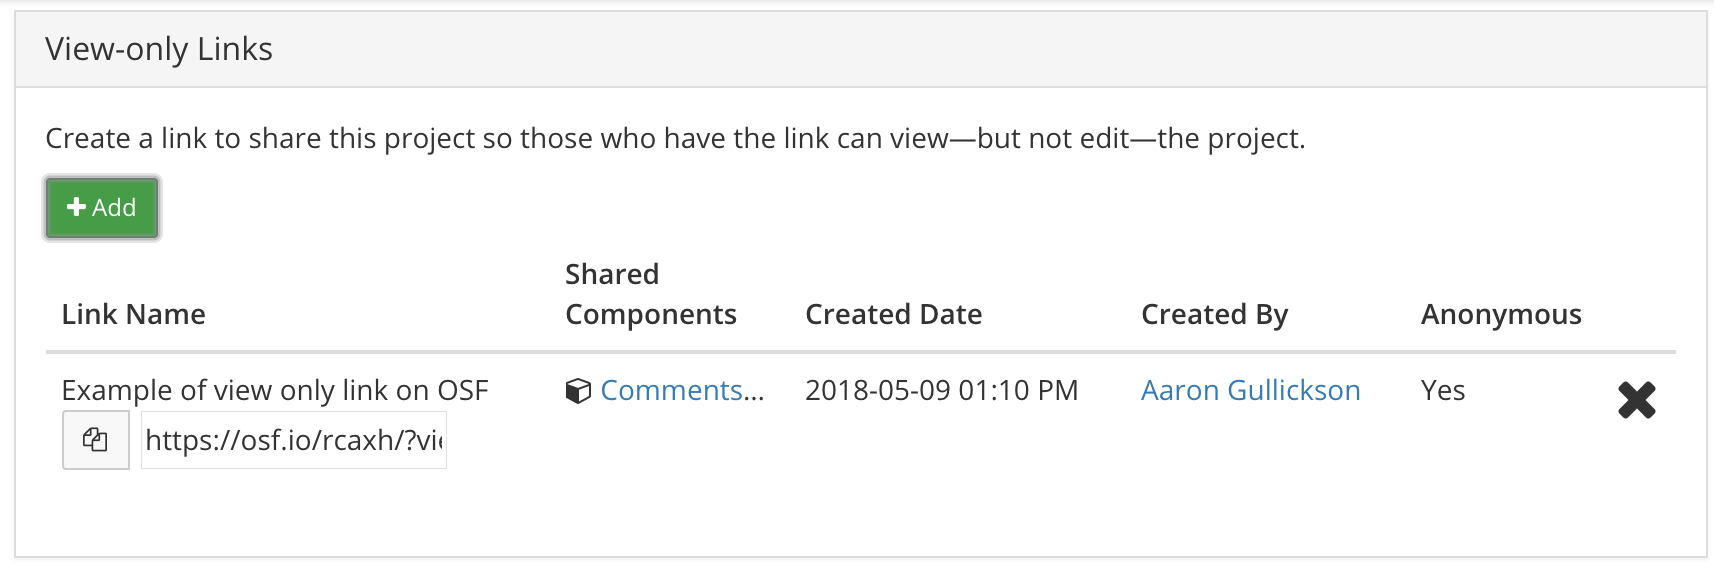 View-only Links
Create a link to share this project so those who have the link can view—but not edit—the project.
Add
Shared
Link Name Components Created Date Created By Anonymous
Example of view only link on OSF Comments... 2018-05-09 01:10 PM Aaron Gullickson Yes
https://osf.io/rcaxh/?vi